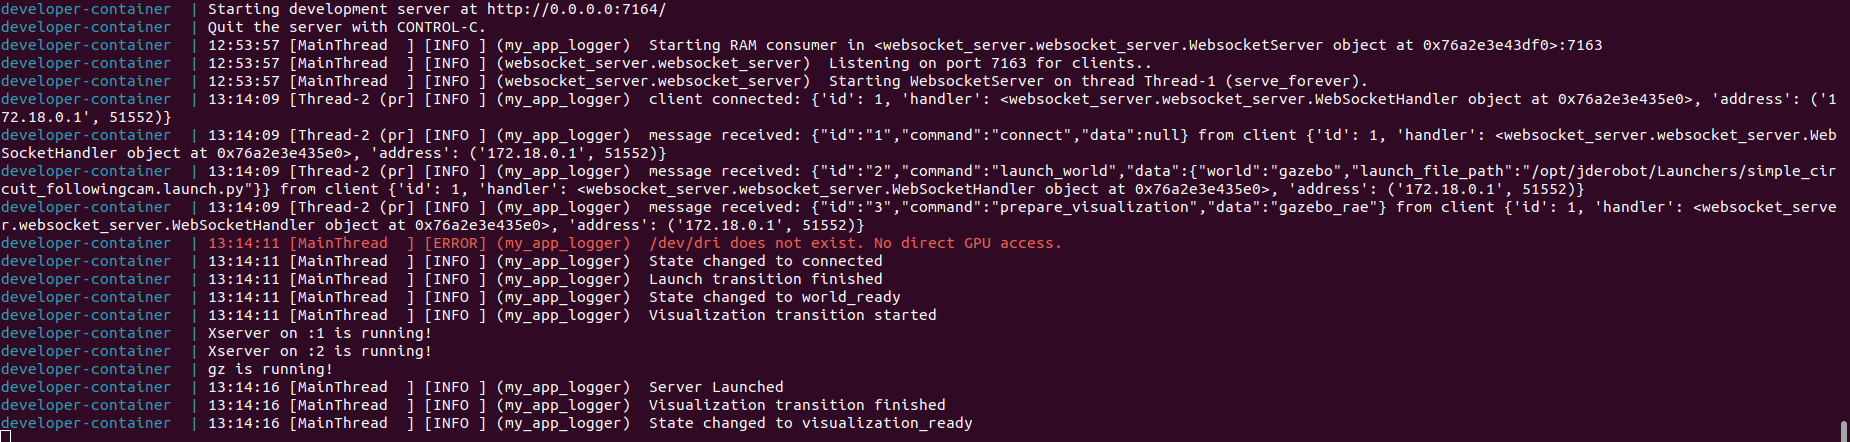 developer-container  | Starting development server at http://0.0.0.0:7164/
developer-container  | Quit the server with CONTROL-C.
developer-container  | 12:53:57 [MainThread  ] [INFO ] (my_app_logger)  Starting RAM consumer in <websocket_server.websocket_server.WebsocketServer object at 0x76a2e3e43df0>:7163
developer-container  | 12:53:57 [MainThread  ] [INFO ] (websocket_server.websocket_server)  Listening on port 7163 for clients..
developer-container  | 12:53:57 [MainThread  ] [INFO ] (websocket_server.websocket_server)  Starting WebsocketServer on thread Thread-1 (serve_forever).
developer-container  | 13:14:09 [Thread-2 (pr] [INFO ] (my_app_logger)  client connected: {'id': 1, 'handler': <websocket_server.websocket_server.WebSocketHandler object at 0x76a2e3e435e0>, 'address': ('1
72.18.0.1', 51552)}
developer-container  | 13:14:09 [Thread-2 (pr] [INFO ] (my_app_logger)  message received: {"id":"1","command":"connect","data":null} from client {'id': 1, 'handler': <websocket_server.websocket_server.Web
SocketHandler object at 0x76a2e3e435e0>, 'address': ('172.18.0.1', 51552)}
developer-container  | 13:14:09 [Thread-2 (pr] [INFO ] (my_app_logger)  message received: {"id":"2","command":"launch_world","data":{"world":"gazebo","launch_file_path":"/opt/jderobot/Launchers/simple_cir
cuit_followingcam.launch.py"}} from client {'id': 1, 'handler': <websocket_server.websocket_server.WebSocketHandler object at 0x76a2e3e435e0>, 'address': ('172.18.0.1', 51552)}
developer-container  | 13:14:09 [Thread-2 (pr] [INFO ] (my_app_logger)  message received: {"id":"3","command":"prepare_visualization","data":"gazebo_rae"} from client {'id': 1, 'handler': <websocket_serve
r.websocket_server.WebSocketHandler object at 0x76a2e3e435e0>, 'address': ('172.18.0.1', 51552)}
developer-container  | 13:14:11 [MainThread  ] [ERROR] (my_app_logger)  /dev/dri does not exist. No direct GPU access.
developer-container  | 13:14:11 [MainThread  ] [INFO ] (my_app_logger)  State changed to connected
developer-container  | 13:14:11 [MainThread  ] [INFO ] (my_app_logger)  Launch transition finished
developer-container  | 13:14:11 [MainThread  ] [INFO ] (my_app_logger)  State changed to world_ready
developer-container  | 13:14:11 [MainThread  ] [INFO ] (my_app_logger)  Visualization transition started
developer-container  | Xserver on :1 is running!
developer-container  | Xserver on :2 is running!
developer-container  | gz is running!
developer-container  | 13:14:16 [MainThread  ] [INFO ] (my_app_logger)  Server Launched
developer-container  | 13:14:16 [MainThread  ] [INFO ] (my_app_logger)  Visualization transition finished
developer-container  | 13:14:16 [MainThread  ] [INFO ] (my_app_logger)  State changed to visualization_ready